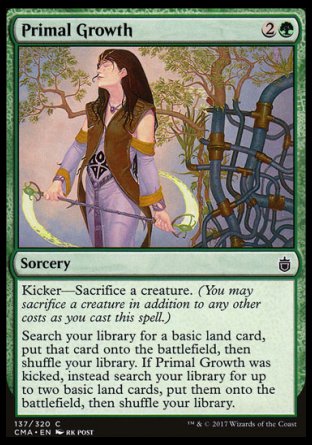 Primal Growth 2
Sorcery
Kicker—Sacrifice a creature. (You may
sacrifice a creature in addition to any other
costs as you cast this spell.)
Search your library for a basic land card,
put that card onto the battlefield, then
shuffle your library. If Primal Growth was
kicked, instead search your library for up
to two basic land cards, put them onto the
battlefield, then shuffle your library.
137/320 C
CMA • EN RK POST ™ & © 2017 Wizards of the Coast